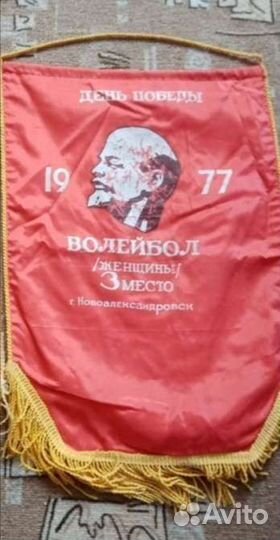 ДЕНЬ ПОБЕДЫ
19 77
ВОЛЕЙБОЛ
/ЖЕНЩИНЫ/
3 МЕСТО
г. Новоалександровск
Avito